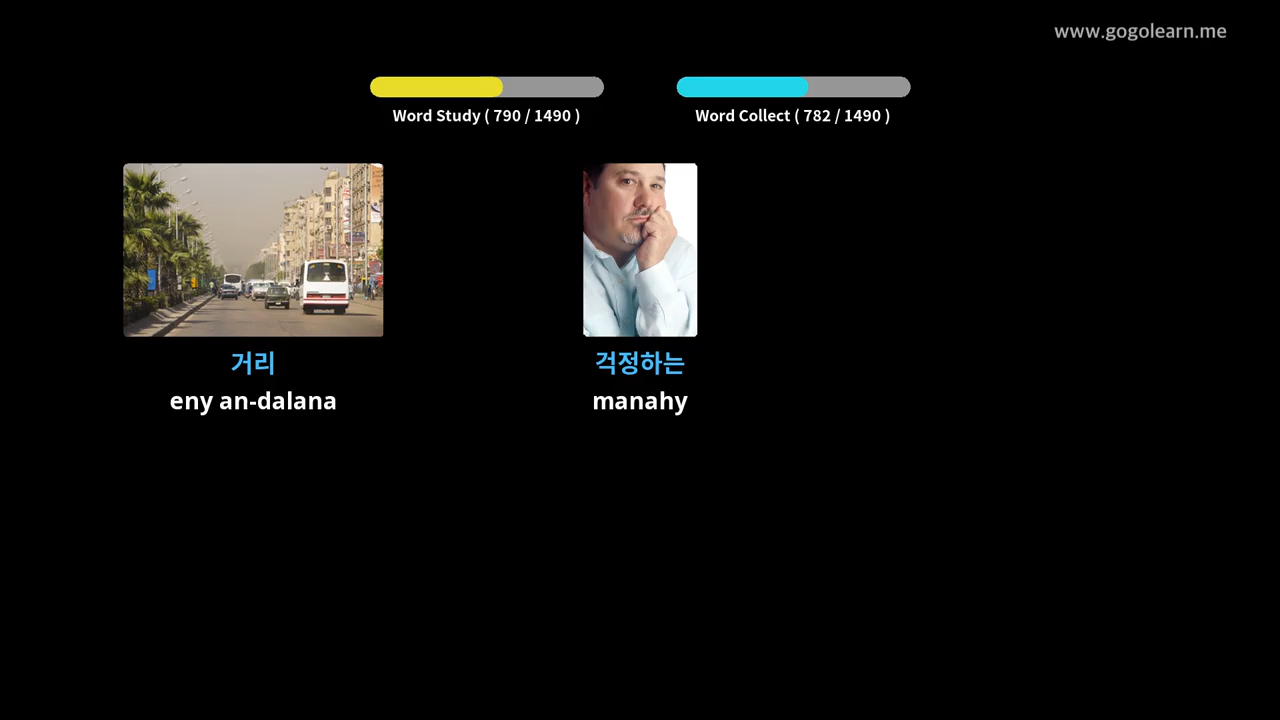 www.gogolearn.me
Word Study ( 790 / 1490 )
Word Collect ( 782 / 1490 )
거리
eny an-dalana
걱정하는
manahy